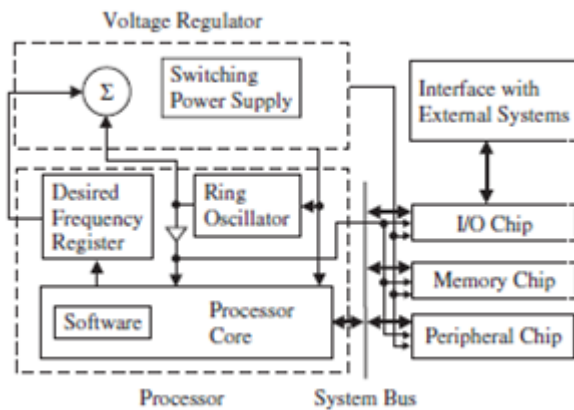 Voltage Regulator
Σ
Switching
Power Supply
Interface with
External Systems
Desired
Frequency
Register
Ring
Oscillator
I/O Chip
Memory Chip
Software
Processor
Core
Peripheral Chip
Processor
System Bus